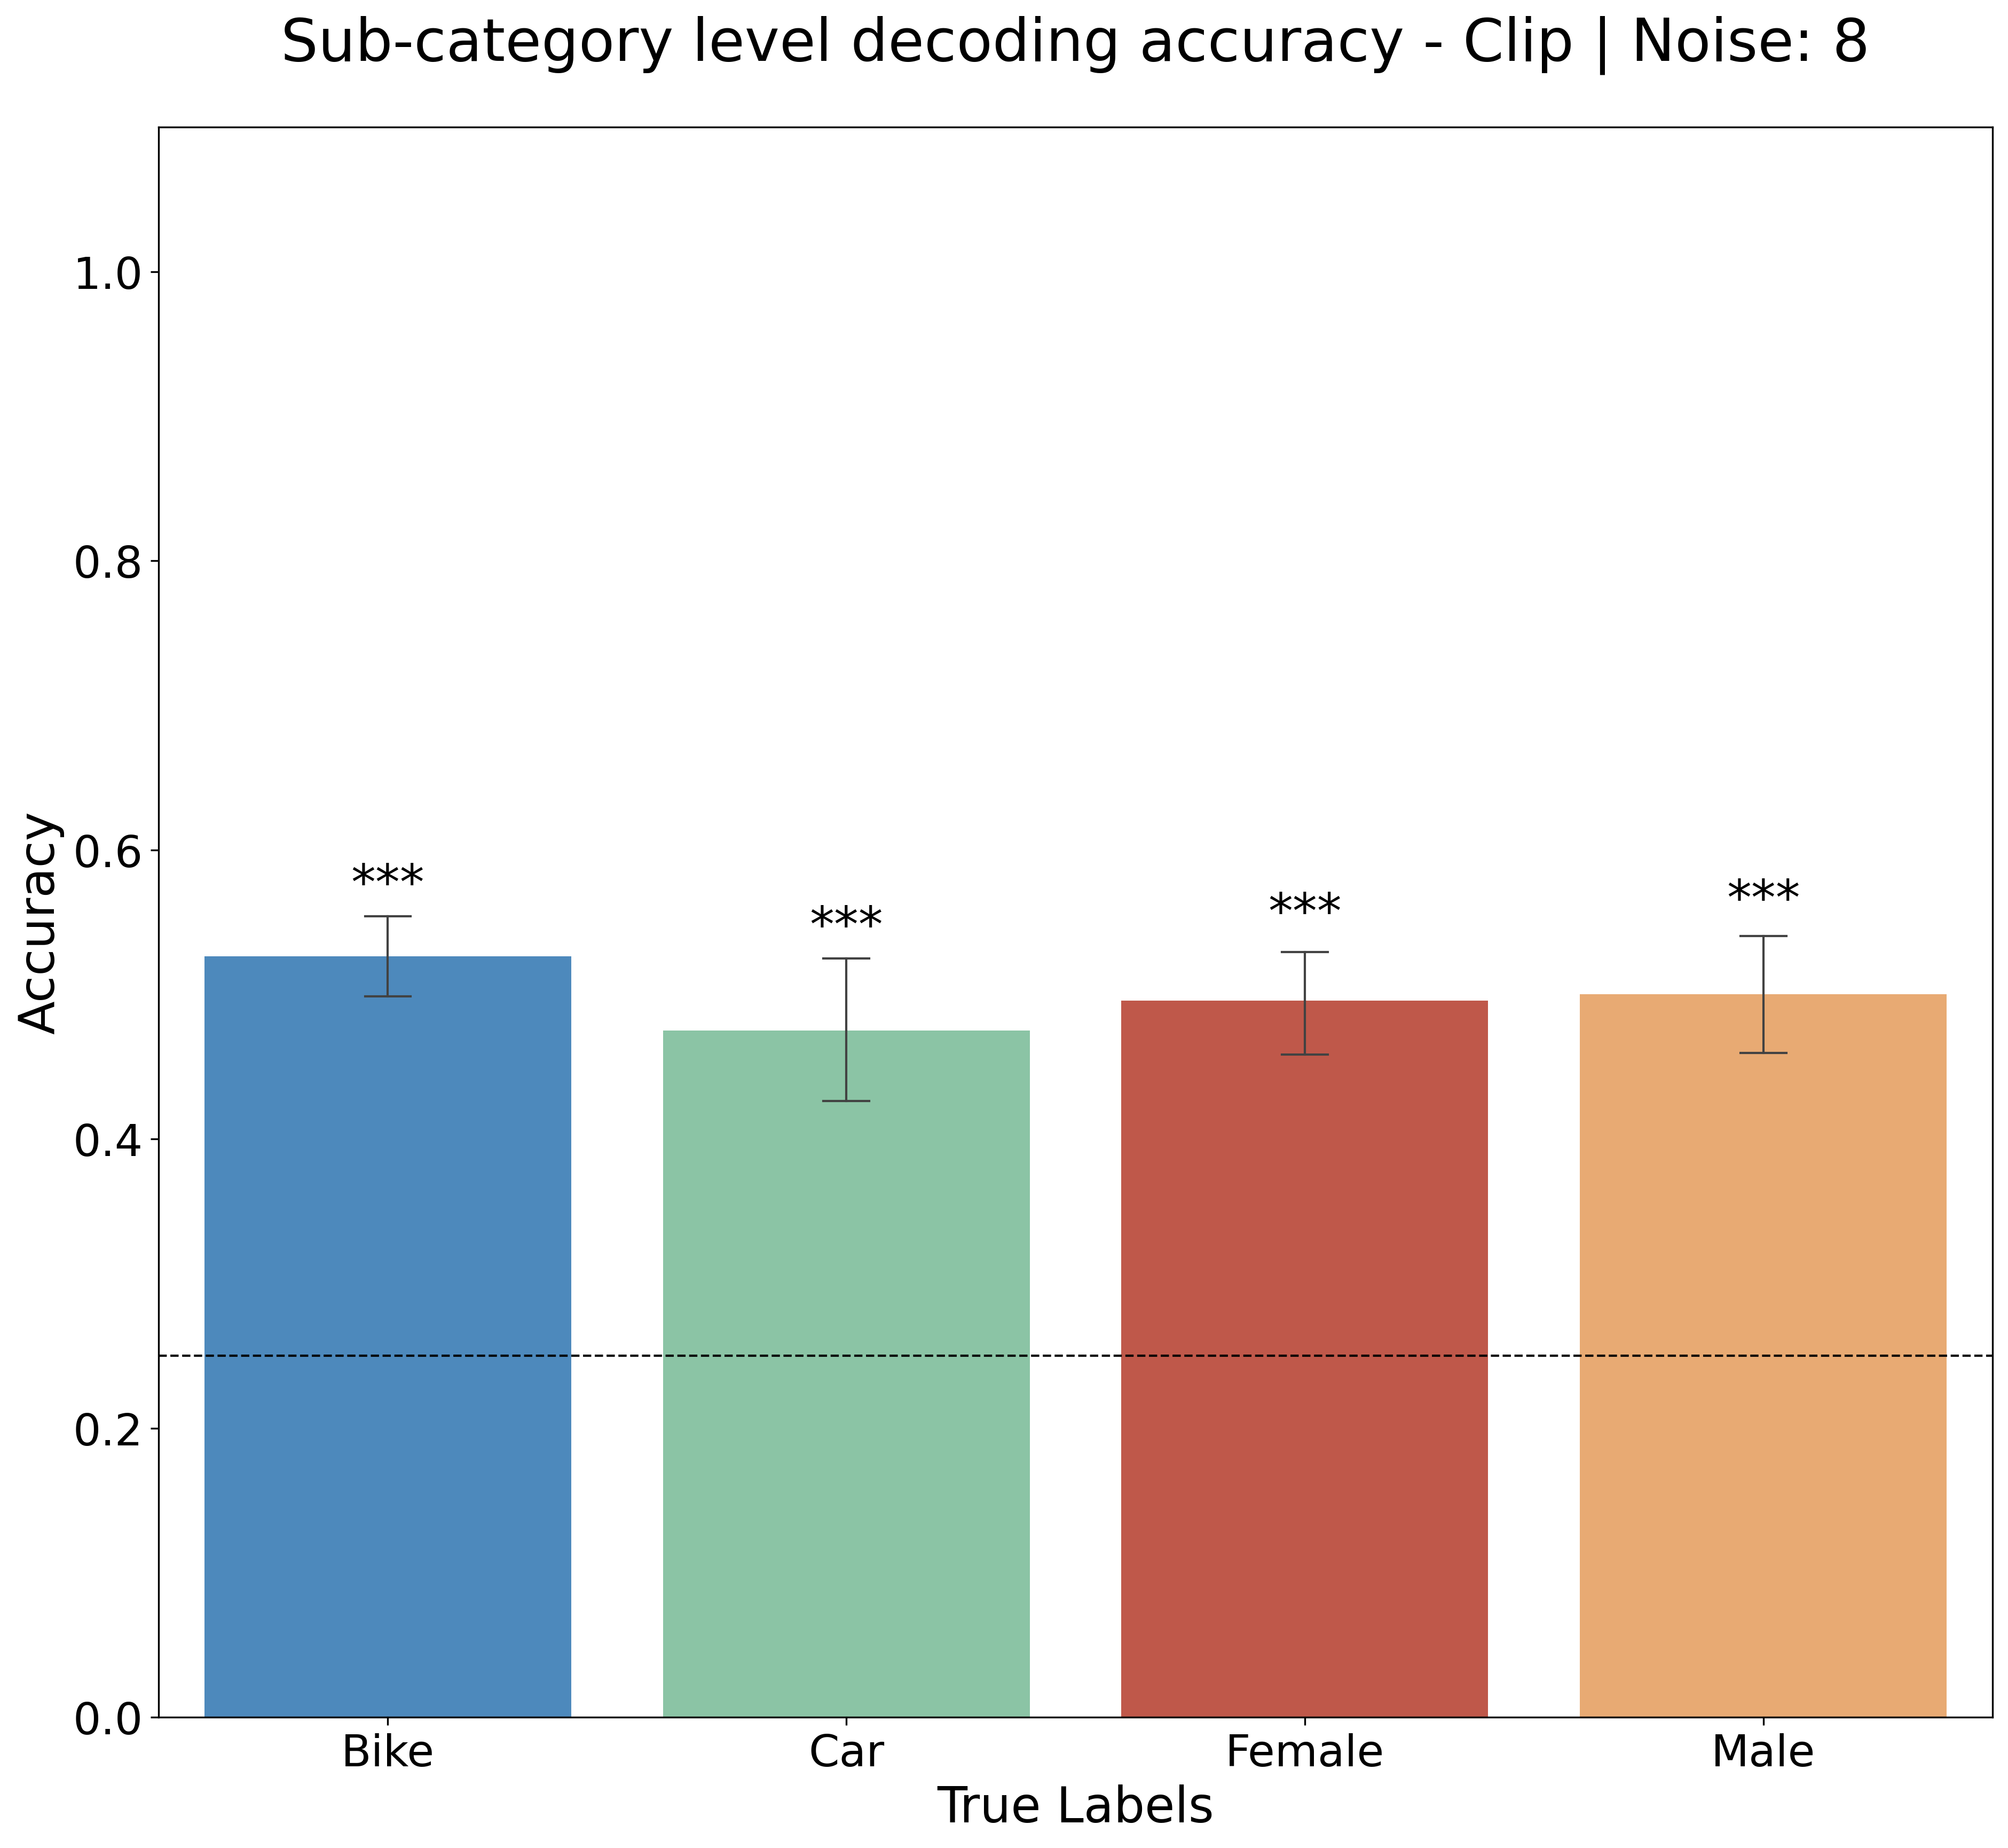 Sub-category level decoding accuracy - Clip | Noise: 8
1.0
0.8
0.6
0.4
0.2
0.0
Accuracy
***
***
***
***
Bike
Car
Female
Male
True Labels